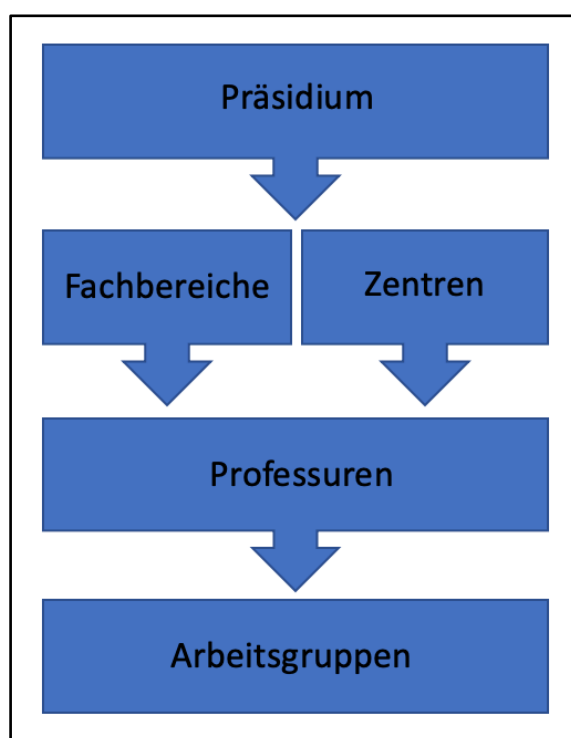 Präsidium
Fachbereiche
Zentren
Professuren
Arbeitsgruppen